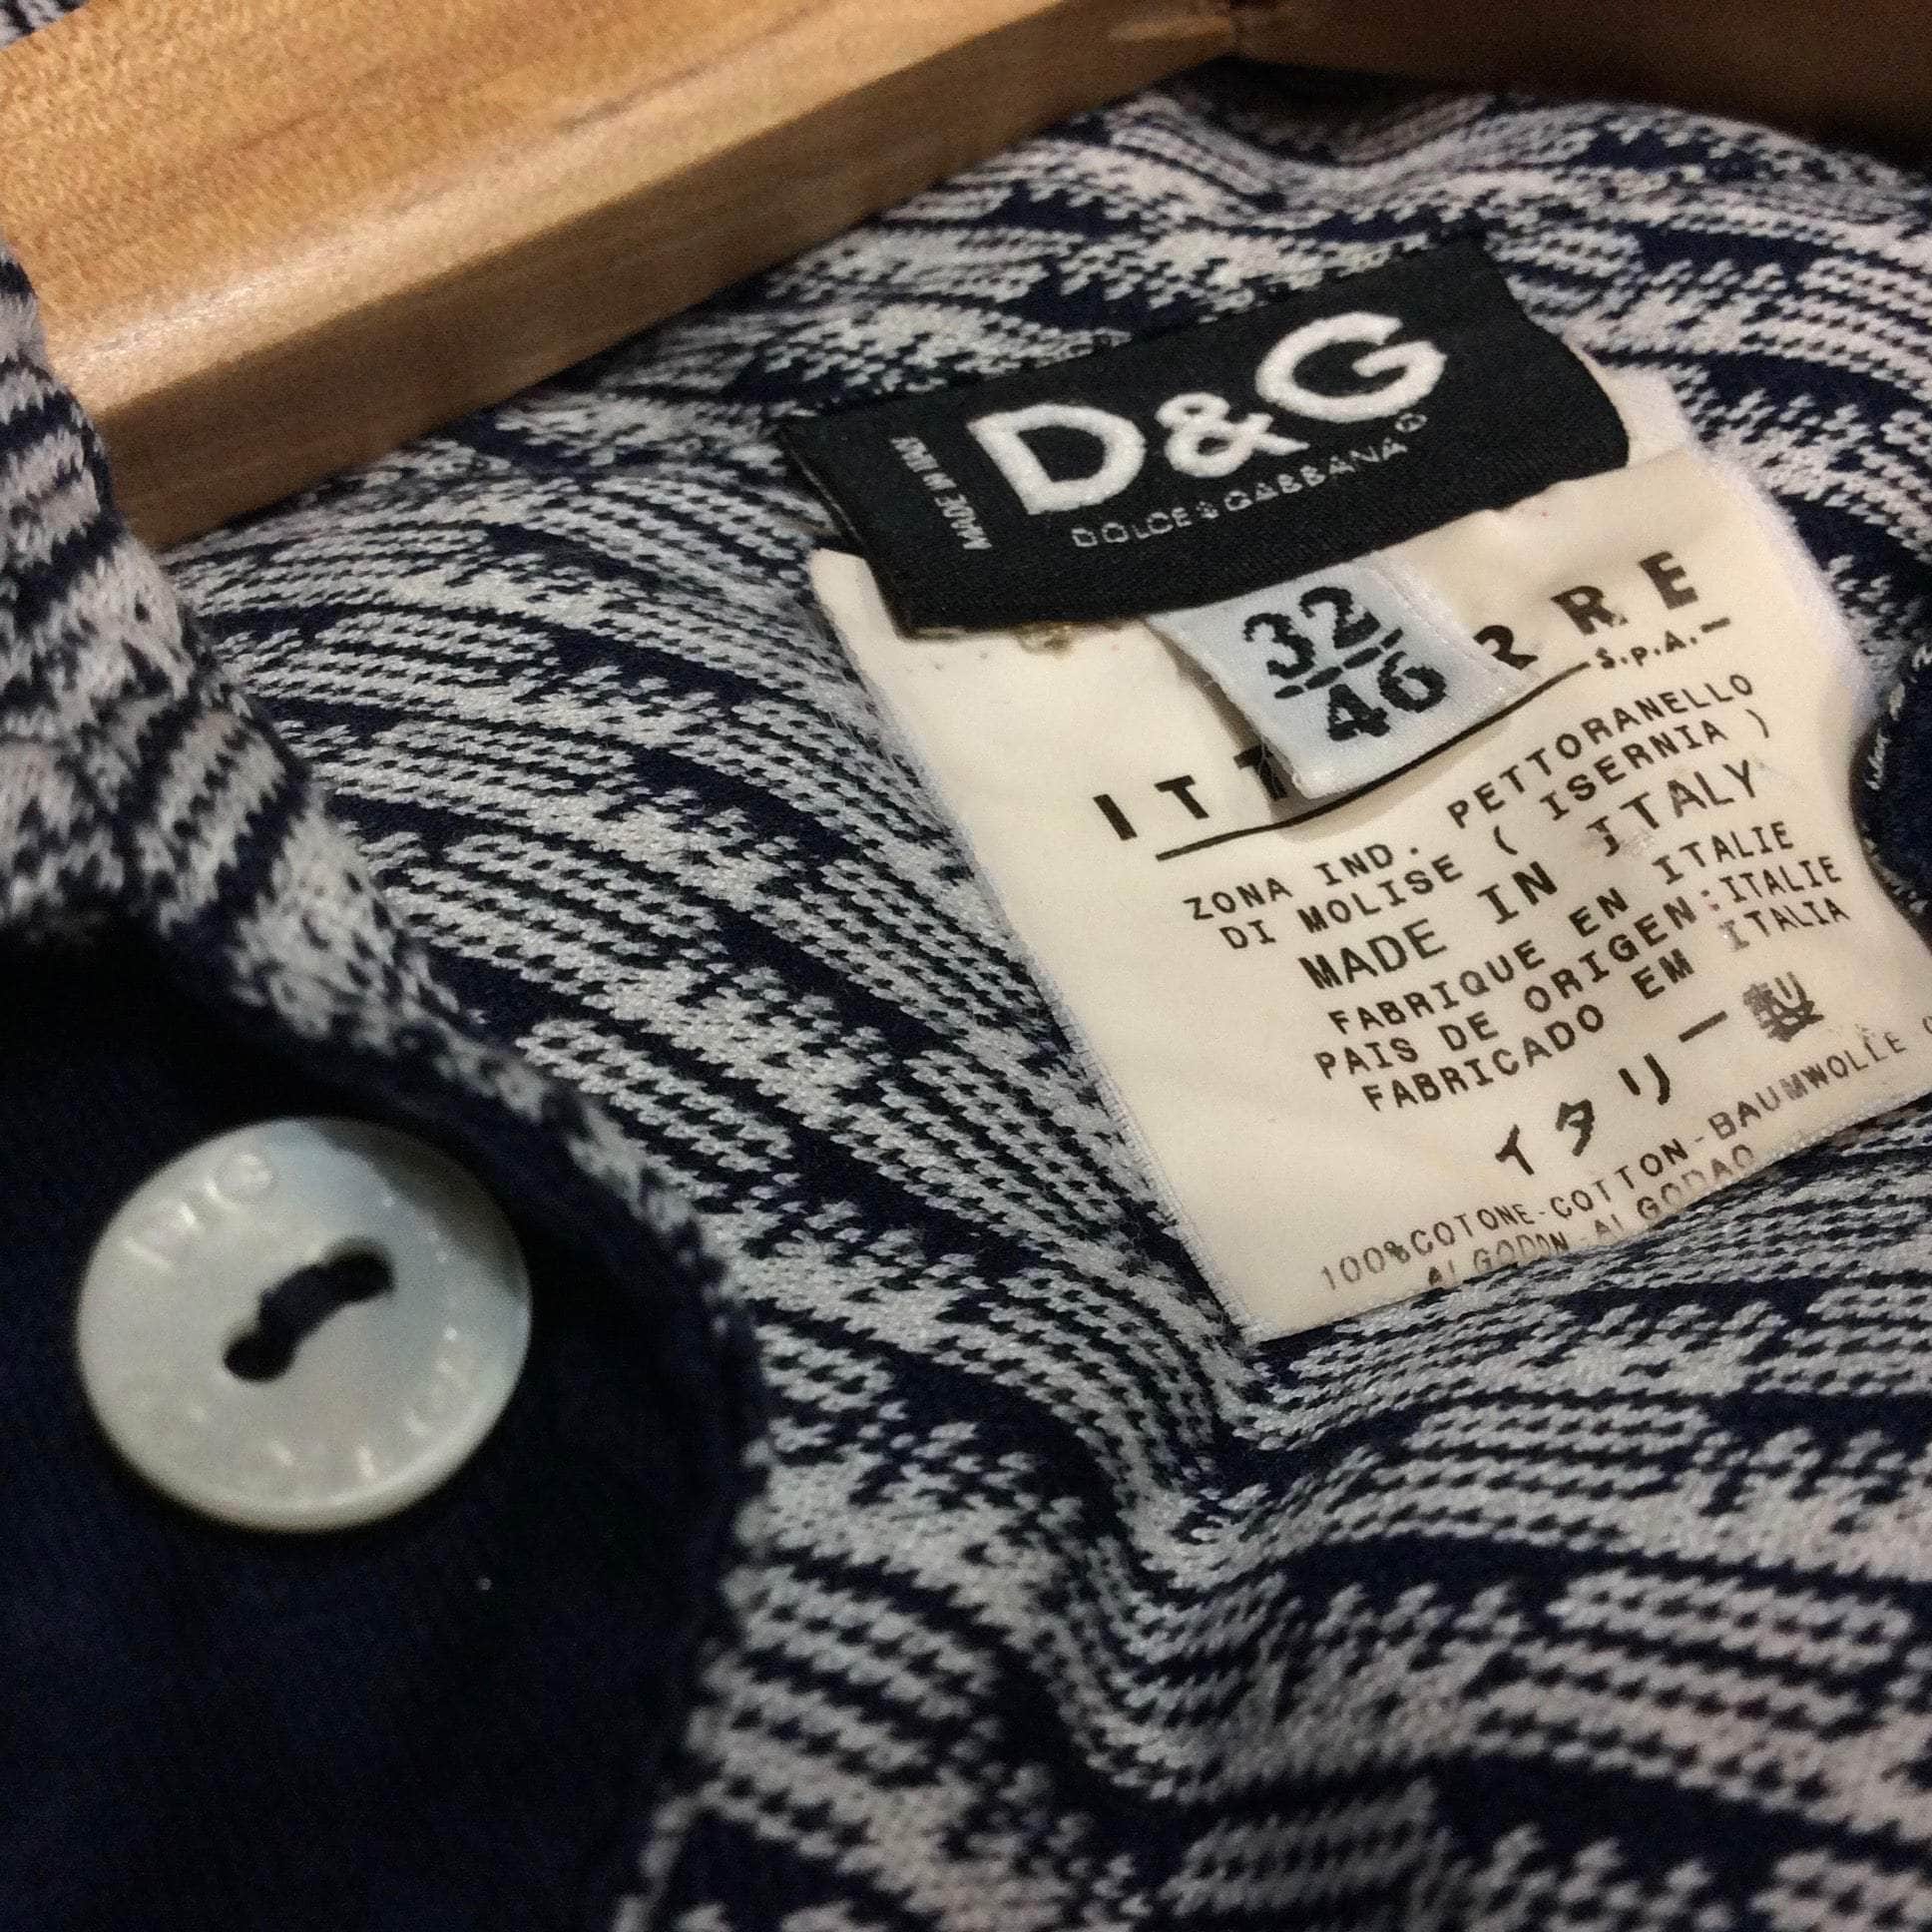 D&G
DOLCE & GABBANA®
MADE IN ITALY
32
46
ITT RRE
S.P.A.
ZONA IND. PETTORANELLO
DI MOLISE ( ISERNIA )
MADE IN ITALY
FABRIQUE EN ITALIE
PAIS DE ORIGEN:ITALIE
FABRICADO EM ITALIA
イタリー製
100%COTONE-COTTON-BAUMWOLLE
ALGODON-ALGODAO
D&G